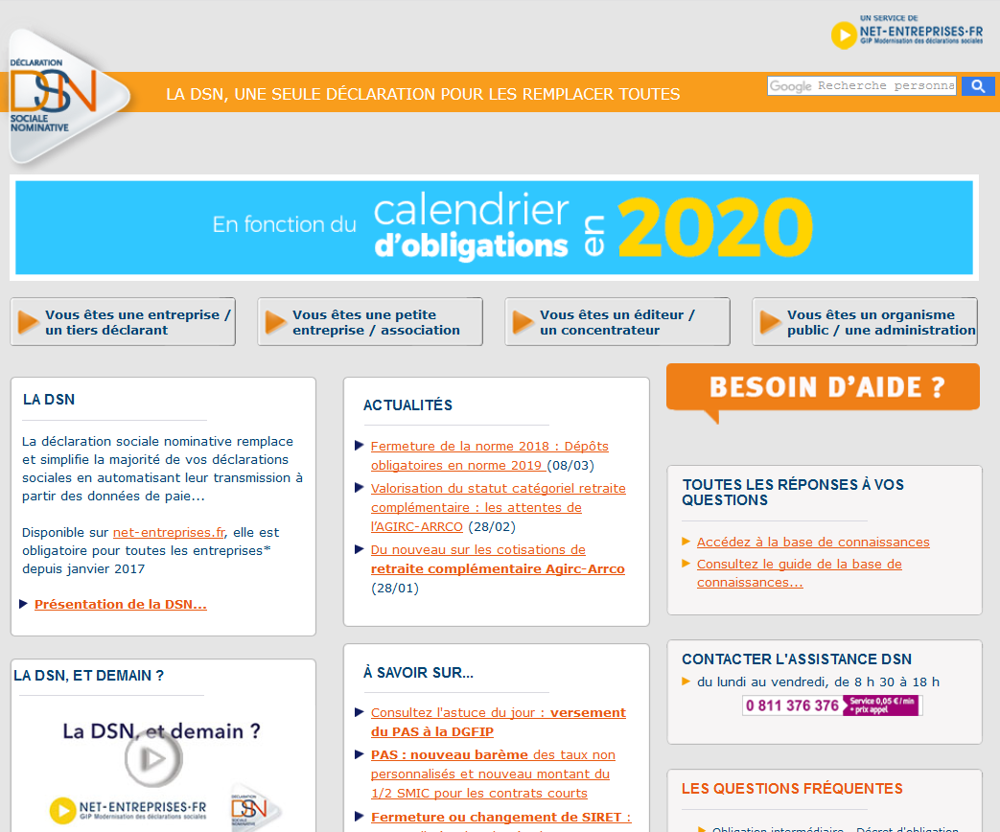 UN SERVICE DE
NET-ENTREPRISES·FR
GIP Modernisation des déclarations sociales
DÉCLARATION
DSN
SOCIALE
NOMINATIVE
LA DSN, UNE SEULE DÉCLARATION POUR LES REMPLACER TOUTES
Google Recherche personna
En fonction du calendrier d'obligations en 2020
Vous êtes une entreprise /
un tiers déclarant
Vous êtes une petite
entreprise / association
Vous êtes un éditeur /
un concentrateur
Vous êtes un organisme
public / une administration
LA DSN
La déclaration sociale nominative remplace
et simplifie la majorité de vos déclarations
sociales en automatisant leur transmission à
partir des données de paie...
Disponible sur net-entreprises.fr, elle est
obligatoire pour toutes les entreprises*
depuis janvier 2017
Présentation de la DSN...
LA DSN, ET DEMAIN ?
La DSN, et demain ?
NET-ENTREPRISES·FR
GIP Modernisation des déclarations sociales
DÉCLARATION
DSN
SOCIALE
NOMINATIVE
ACTUALITÉS
Fermeture de la norme 2018 : Dépôts
obligatoires en norme 2019 (08/03)
Valorisation du statut catégoriel retraite
complémentaire : les attentes de
l'AGIRC-ARRCO (28/02)
Du nouveau sur les cotisations de
retraite complémentaire Agirc-Arrco
(28/01)
À SAVOIR SUR...
Consultez l'astuce du jour : versement
du PAS à la DGFIP
PAS : nouveau barème des taux non
personnalisés et nouveau montant du
1/2 SMIC pour les contrats courts
Fermeture ou changement de SIRET :
BESOIN D'AIDE ?
TOUTES LES RÉPONSES À VOS
QUESTIONS
Accédez à la base de connaissances
Consultez le guide de la base de
connaissances...
CONTACTER L'ASSISTANCE DSN
du lundi au vendredi, de 8 h 30 à 18 h
0 811 376 376 Service 0,05 € / min
+ prix appel
LES QUESTIONS FRÉQUENTES
Obligation intermédiaire - Décret d'obligation